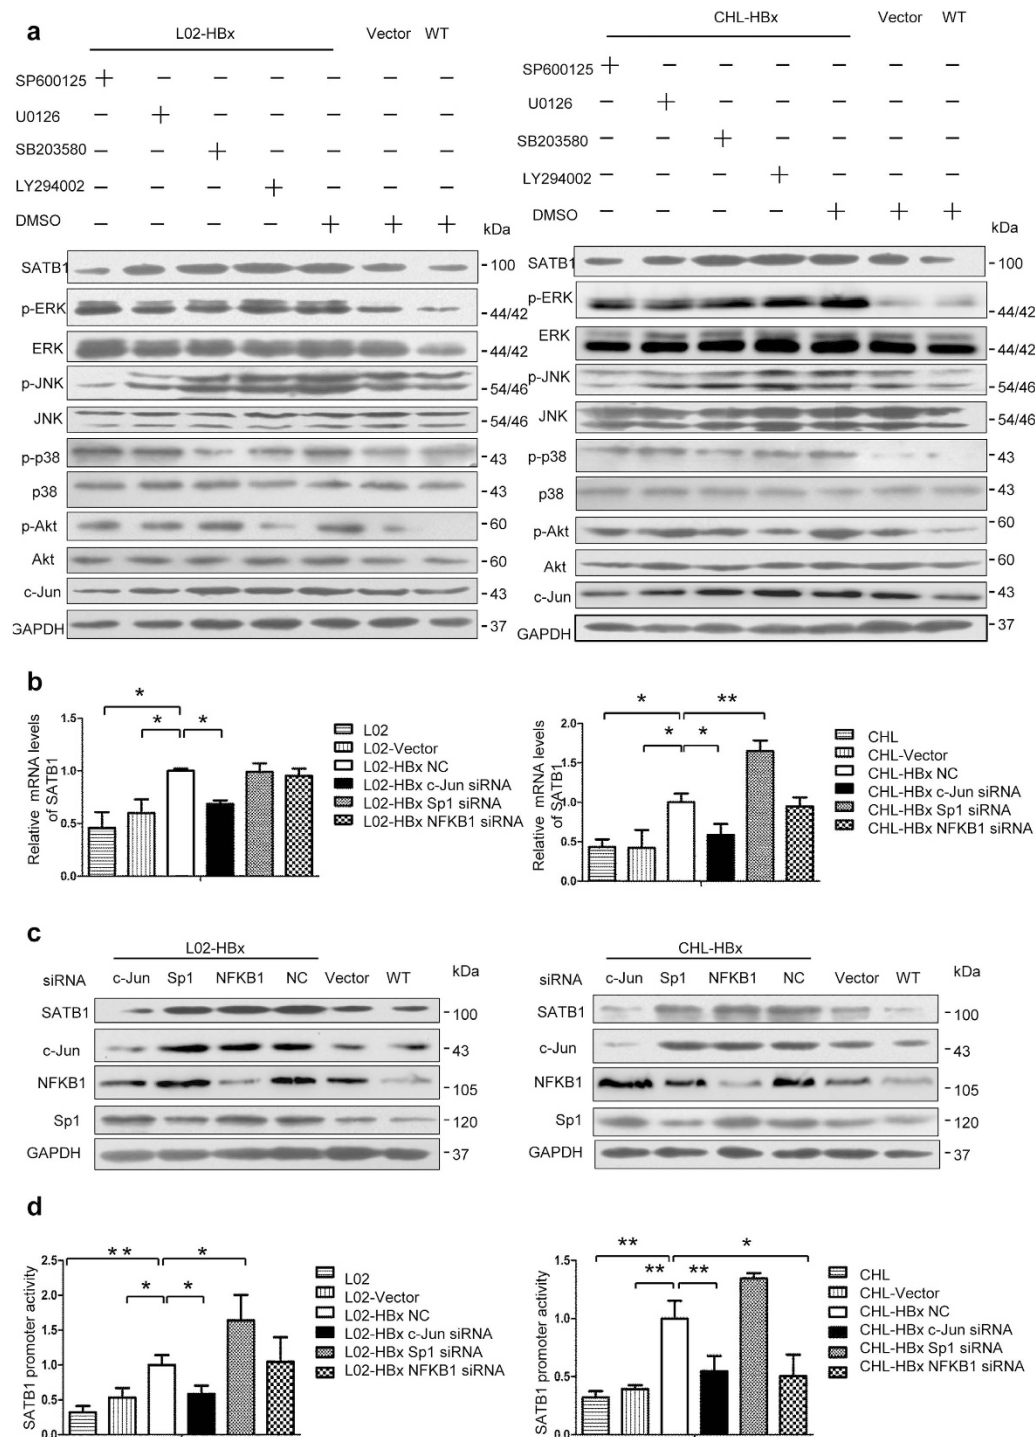 a
L02-HBx Vector WT
SP600125 + − − − − − −
U0126 − + − − − − −
SB203580 − − + − − − −
LY294002 − − − + − − −
DMSO − − − − + + +
kDa
SATB1 - 100
p-ERK - 44/42
ERK - 44/42
p-JNK - 54/46
JNK - 54/46
p-p38 - 43
p38 - 43
p-Akt - 60
Akt - 60
c-Jun - 43
GAPDH - 37
CHL-HBx Vector WT
SP600125 + − − − − − −
U0126 − + − − − − −
SB203580 − − + − − − −
LY294002 − − − + − − −
DMSO − − − − + + +
kDa
SATB1 - 100
p-ERK - 44/42
ERK - 44/42
p-JNK - 54/46
JNK - 54/46
p-p38 - 43
p38 - 43
p-Akt - 60
Akt - 60
c-Jun - 43
GAPDH - 37
b
Relative mRNA levels
of SATB1
1.5
1.0
0.5
0.0
*
* *
L02
L02-Vector
L02-HBx NC
L02-HBx c-Jun siRNA
L02-HBx Sp1 siRNA
L02-HBx NFKB1 siRNA
Relative mRNA levels
of SATB1
2.0
1.5
1.0
0.5
0.0
* **
* *
CHL
CHL-Vector
CHL-HBx NC
CHL-HBx c-Jun siRNA
CHL-HBx Sp1 siRNA
CHL-HBx NFKB1 siRNA
c
L02-HBx
siRNA c-Jun Sp1 NFKB1 NC Vector WT kDa
SATB1 - 100
c-Jun - 43
NFKB1 - 105
Sp1 - 120
GAPDH - 37
CHL-HBx
siRNA c-Jun Sp1 NFKB1 NC Vector WT kDa
SATB1 - 100
c-Jun - 43
NFKB1 - 105
Sp1 - 120
GAPDH - 37
d
SATB1 promoter activity
2.5
2.0
1.5
1.0
0.5
0.0
** *
* *
L02
L02-Vector
L02-HBx NC
L02-HBx c-Jun siRNA
L02-HBx Sp1 siRNA
L02-HBx NFKB1 siRNA
SATB1 promoter activity
1.5
1.0
0.5
0.0
** *
** **
CHL
CHL-Vector
CHL-HBx NC
CHL-HBx c-Jun siRNA
CHL-HBx Sp1 siRNA
CHL-HBx NFKB1 siRNA